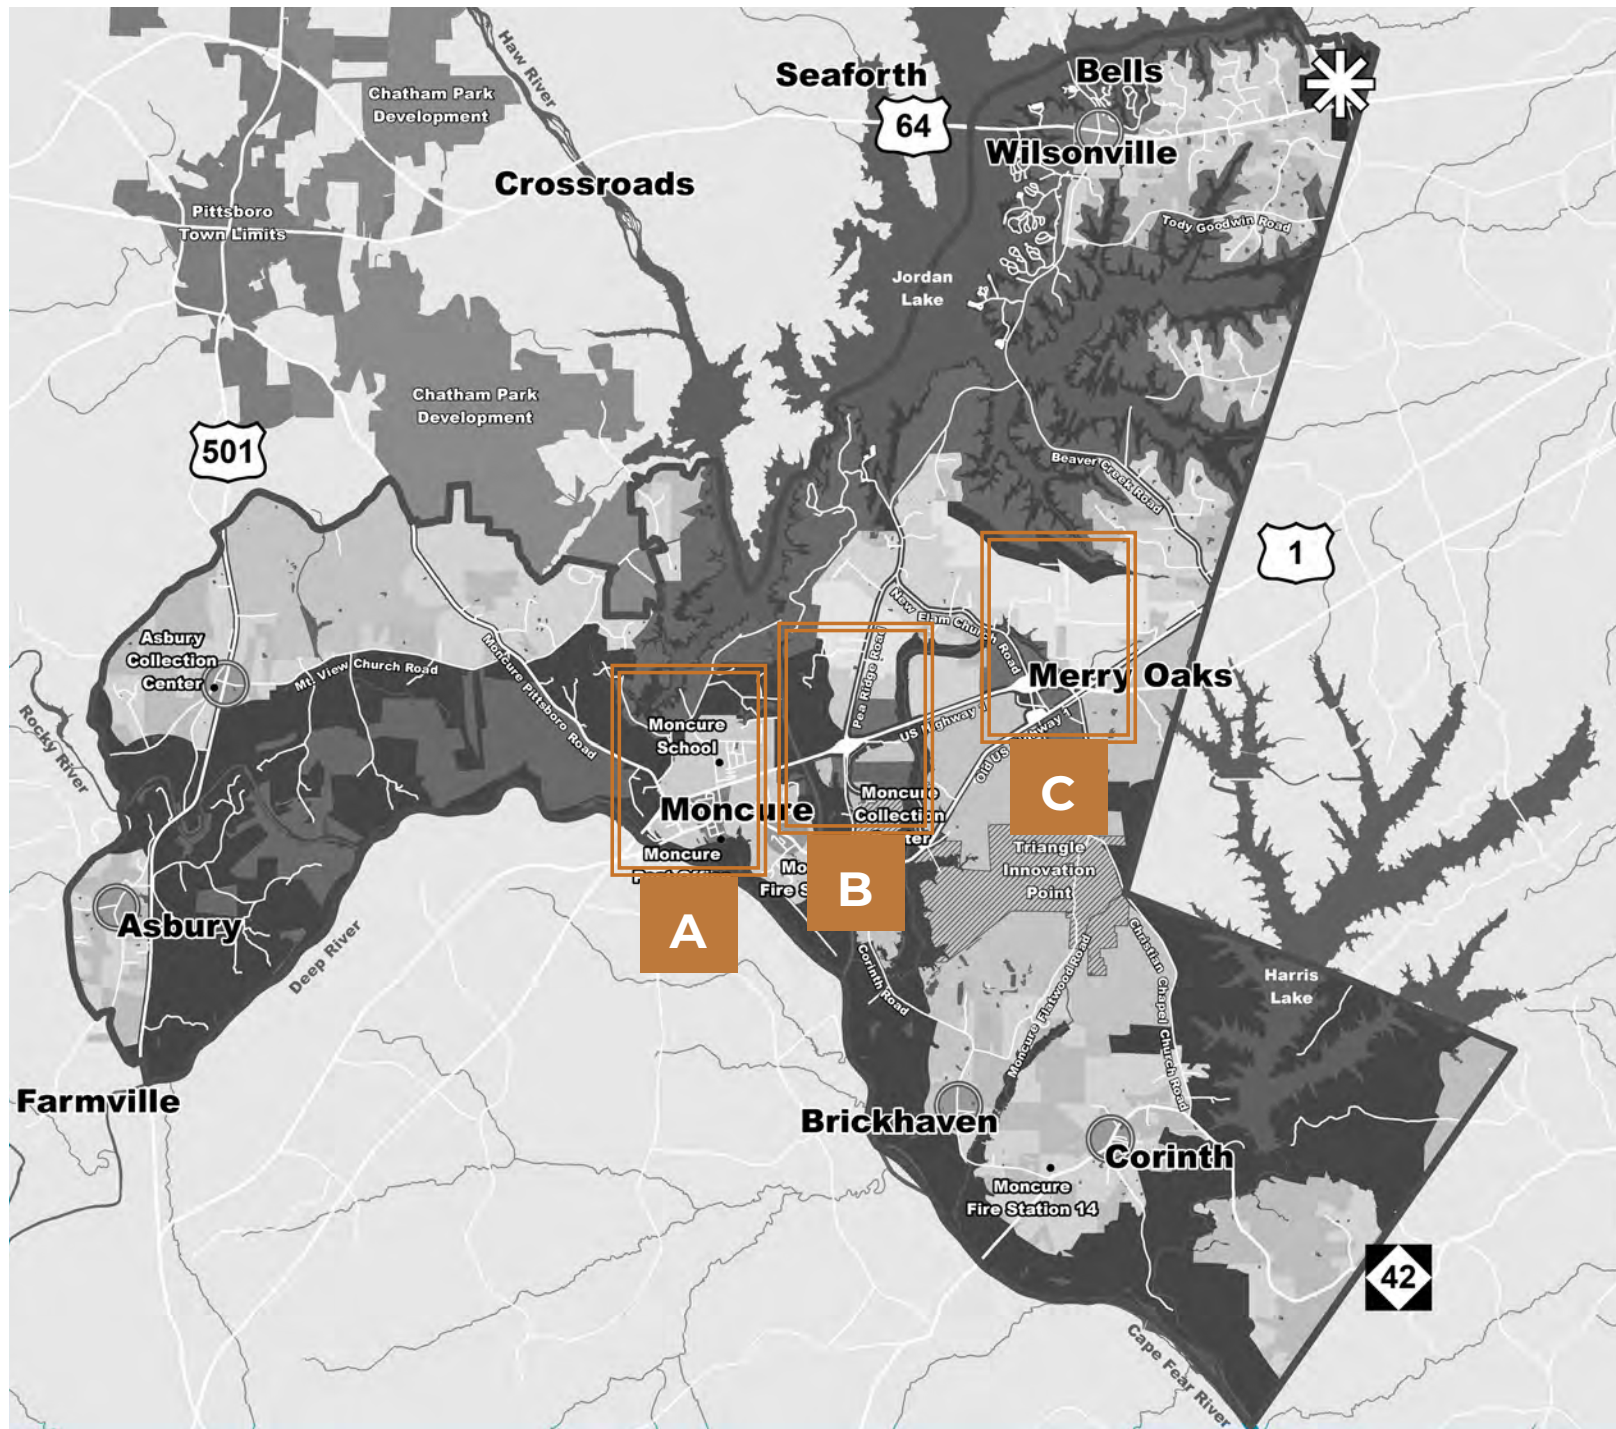 Haw River
Seaforth
Bells
64
Wilsonville
Chatham Park
Development
Crossroads
Pittsboro
Town Limits
Tody Goodwin Road
Jordan
Lake
Chatham Park
Development
501
Beaver Creek Road
1
New Elam Church Road
Asbury
Collection
Center
Mt. View Church Road
Moncure Pittsboro Road
Pea Ridge Road
Merry Oaks
US Highway 1
Old US Highway 1
Rocky River
Moncure
School
Moncure
Moncure
Collection
C
Moncure
Triangle
Innovation
Point
Fire S
B
A
Asbury
Deep River
Corinth Road
Moncure Flatwood Road
Christian Chapel Church Road
Harris
Lake
Farmville
Brickhaven
Corinth
Moncure
Fire Station 14
42
Cape Fear River